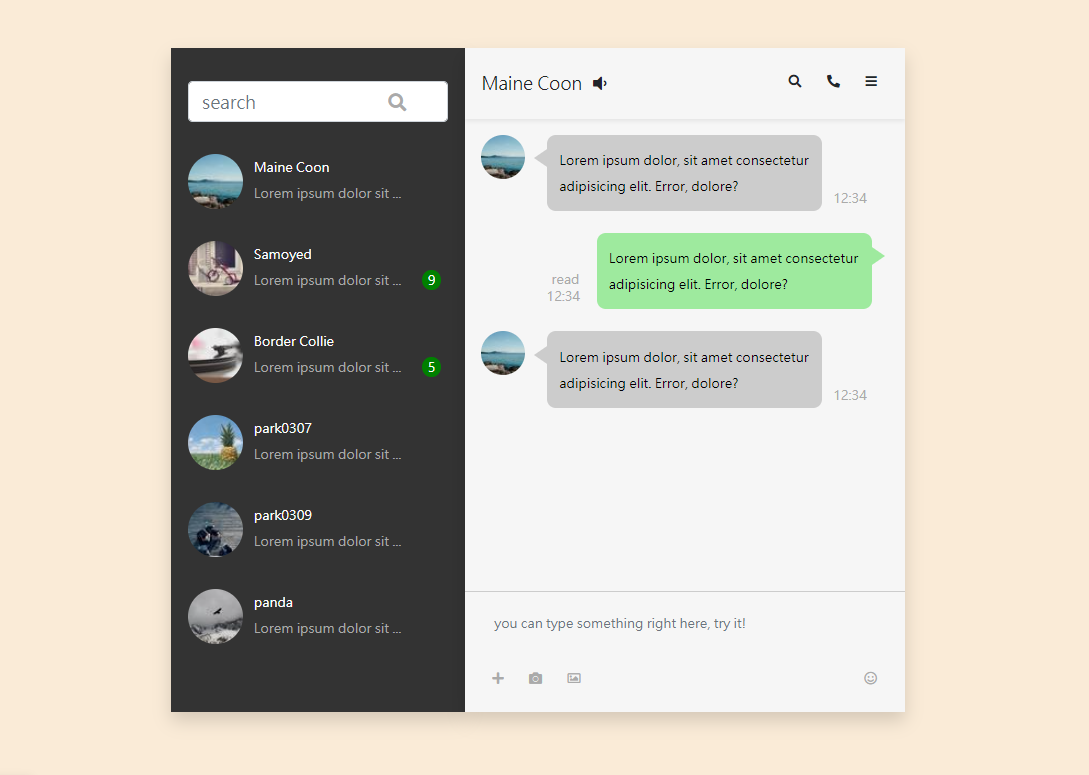 search
Maine Coon
Lorem ipsum dolor sit ...
Samoyed
Lorem ipsum dolor sit ...
9
Border Collie
Lorem ipsum dolor sit ...
5
park0307
Lorem ipsum dolor sit ...
park0309
Lorem ipsum dolor sit ...
panda
Lorem ipsum dolor sit ...
Maine Coon
Lorem ipsum dolor, sit amet consectetur
adipisicing elit. Error, dolore?
12:34
Lorem ipsum dolor, sit amet consectetur
adipisicing elit. Error, dolore?
read
12:34
Lorem ipsum dolor, sit amet consectetur
adipisicing elit. Error, dolore?
12:34
you can type something right here, try it!